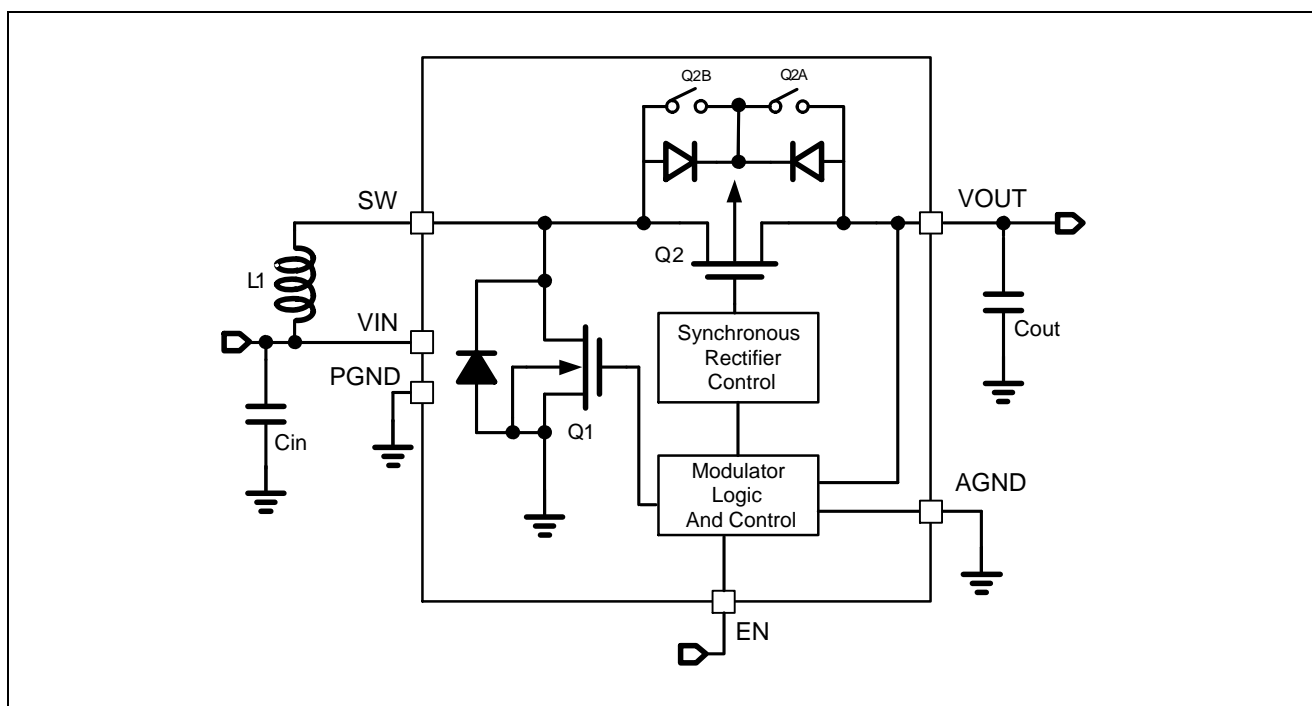 Q2B
Q2A
SW
VOUT
Q2
L1
VIN
Synchronous
Rectifier
Control
Cout
PGND
Q1
Cin
Modulator
Logic
And Control
AGND
EN